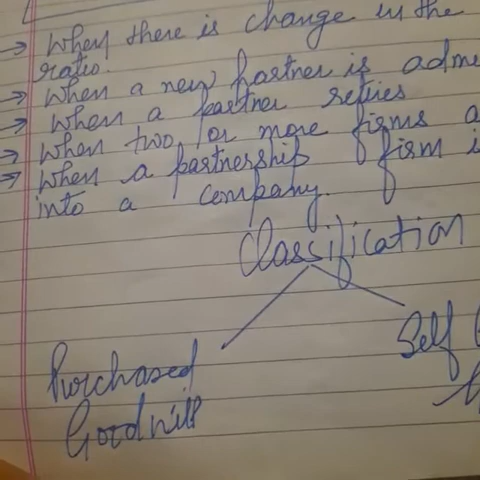 → When there is change in the
ratio.
→ When a new partner is adm
→ When a partner retires
→ When two or more firms a
→ When a partnership firm i
into a company.
Classification
Purchased
Goodwill
Self